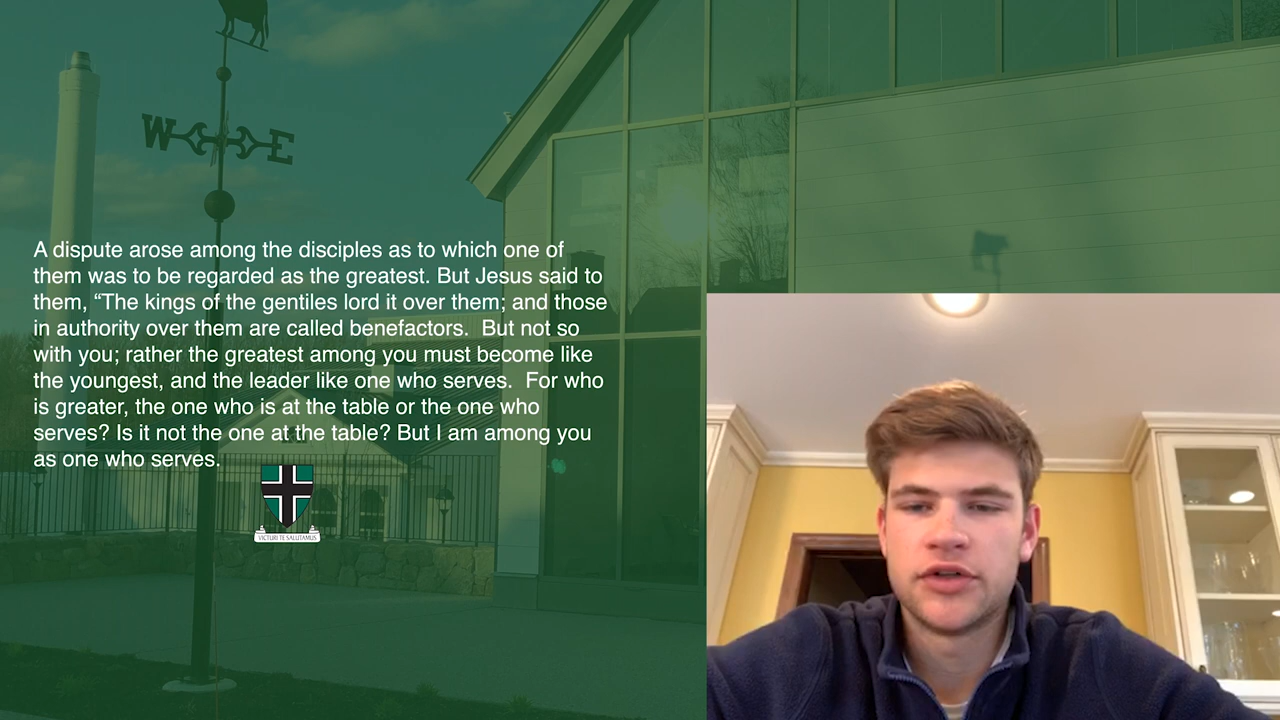 W E
A dispute arose among the disciples as to which one of
them was to be regarded as the greatest. But Jesus said to
them, “The kings of the gentiles lord it over them; and those
in authority over them are called benefactors.  But not so
with you; rather the greatest among you must become like
the youngest, and the leader like one who serves.  For who
is greater, the one who is at the table or the one who
serves? Is it not the one at the table? But I am among you
as one who serves.
VICTURI TE SALUTAMUS